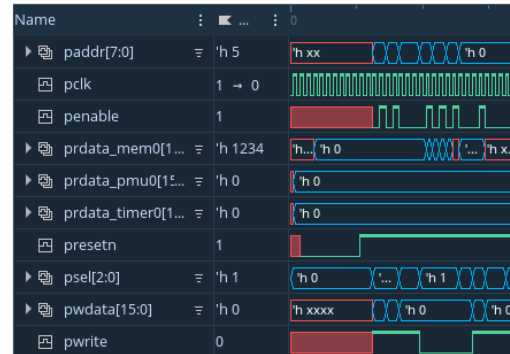 Name ... 0
paddr[7:0] 'h 5 'h xx 'h 0
pclk 1 → 0
penable 1
prdata_mem0[1... 'h 1234 'h... 'h 0 '... 'h x.
prdata_pmu0[15... 'h 0 'h 0
prdata_timer0[1... 'h 0 'h 0
presetn 1
psel[2:0] 'h 1 'h 0 '... 'h 1
pwdata[15:0] 'h 0 'h xxxx 'h 0 'h 0
pwrite 0